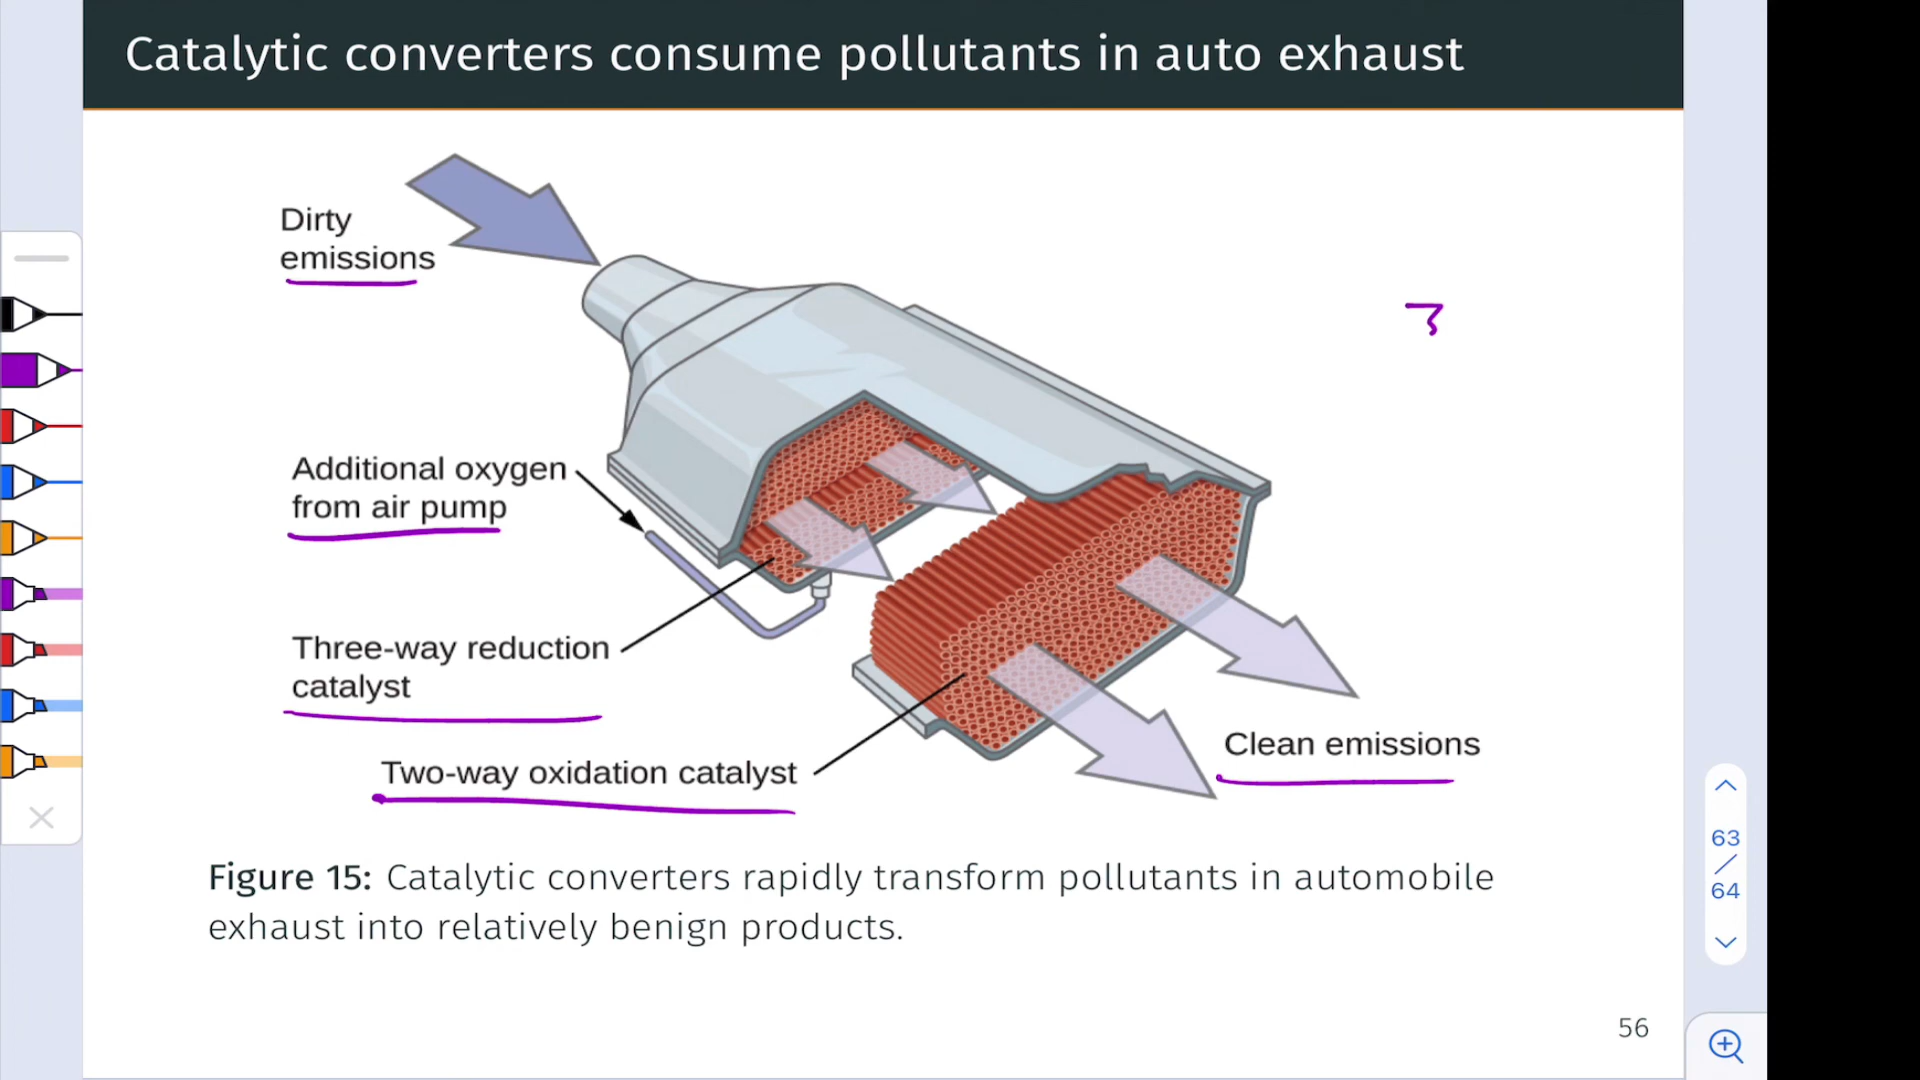 Catalytic converters consume pollutants in auto exhaust
Dirty
emissions
Additional oxygen
from air pump
Three-way reduction
catalyst
Two-way oxidation catalyst
Clean emissions
Figure 15: Catalytic converters rapidly transform pollutants in automobile
exhaust into relatively benign products.
56
63
/
64